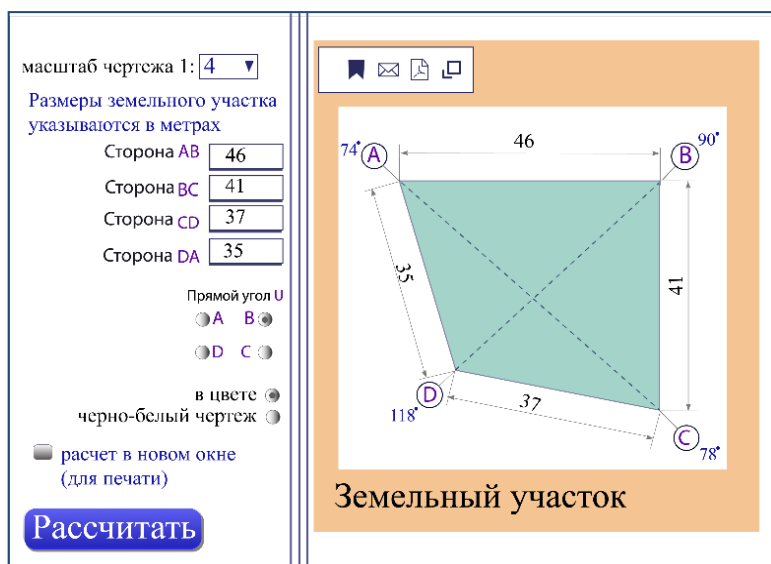 масштаб чертежа 1: 4
Размеры земельного участка
указываются в метрах
Сторона AB 46
Сторона BC 41
Сторона CD 37
Сторона DA 35
Прямой угол U
A B
D C
в цвете
черно-белый чертеж
расчет в новом окне
(для печати)
Рассчитать
46
74° A
B 90°
35
41
D
118°
37
C
78°
Земельный участок